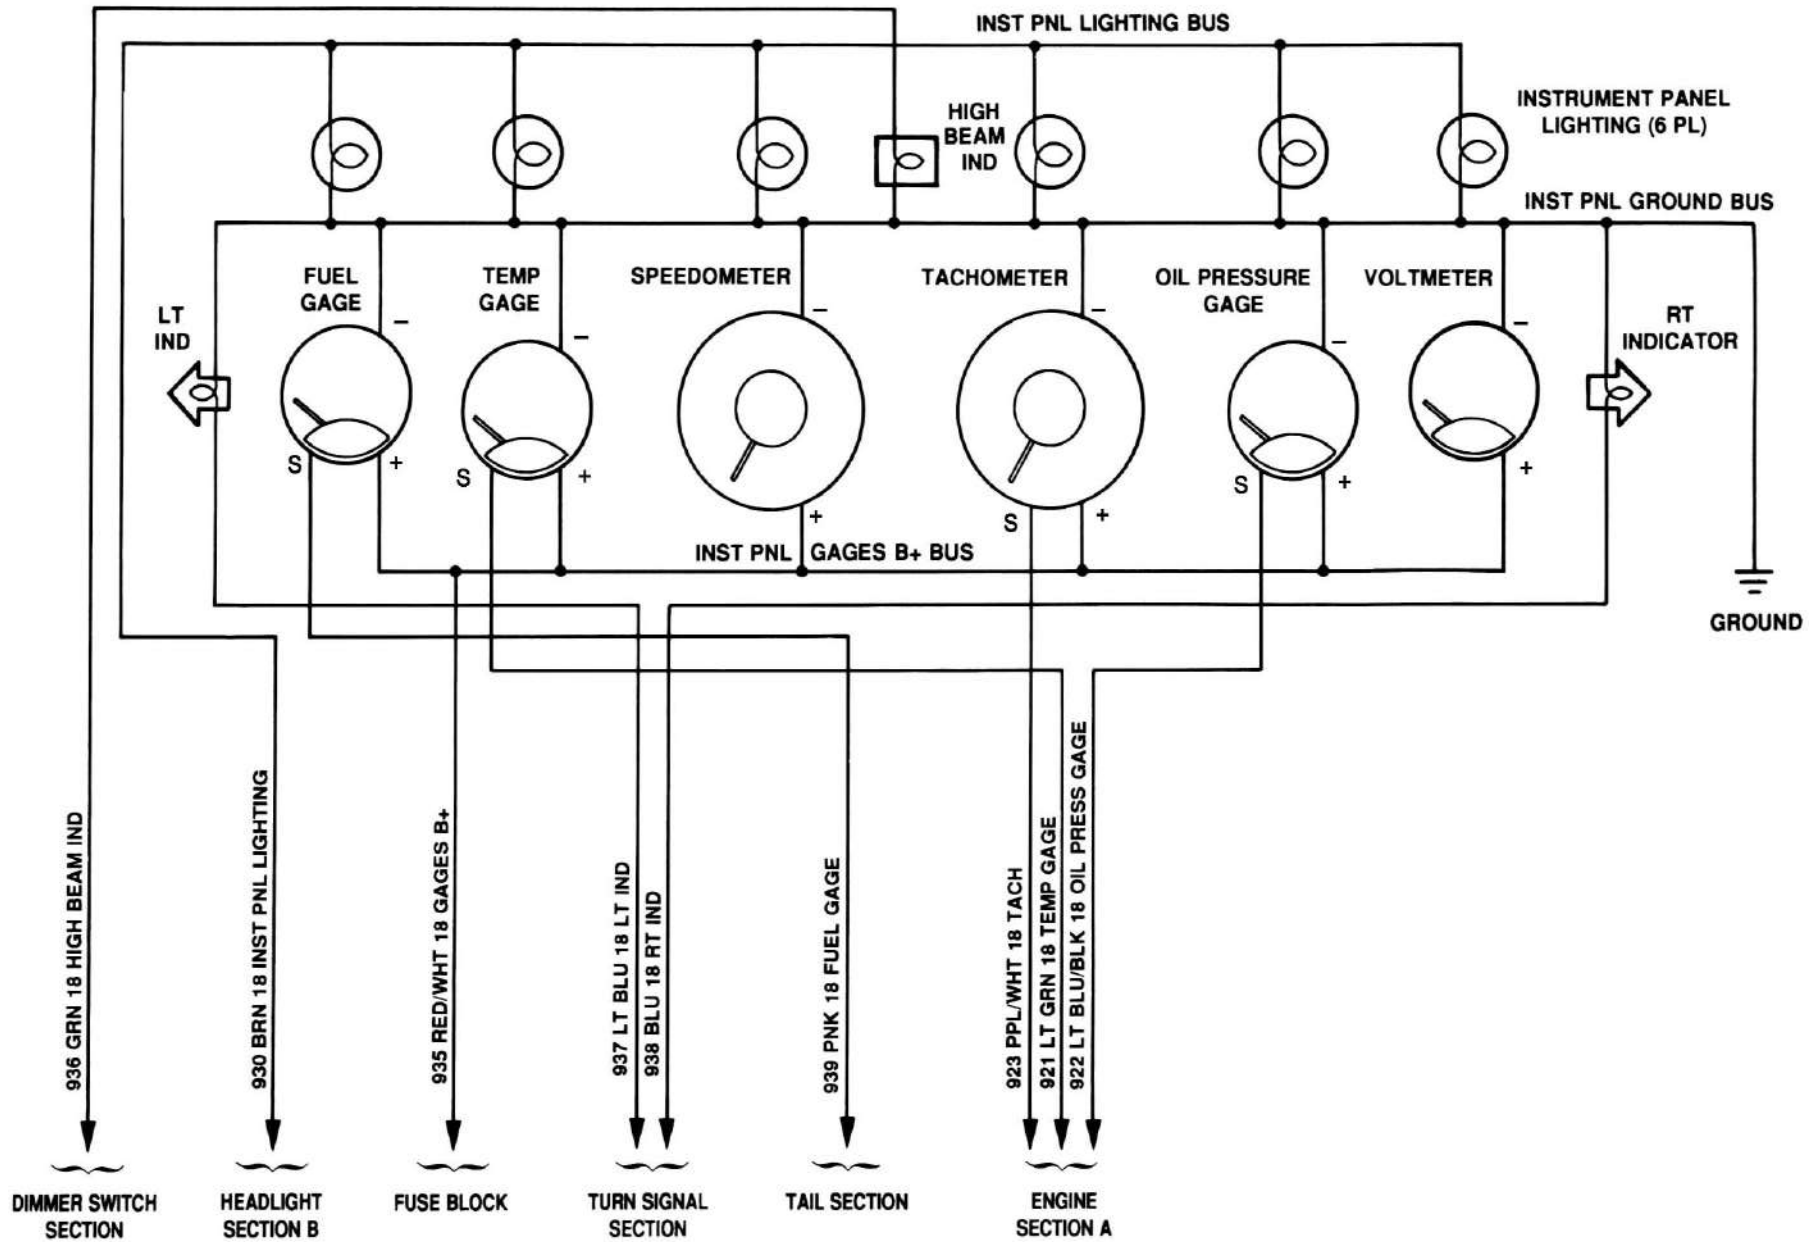 INST PNL LIGHTING BUS
HIGH
BEAM
IND
INSTRUMENT PANEL
LIGHTING (6 PL)
INST PNL GROUND BUS
LT
IND
FUEL
GAGE
TEMP
GAGE
SPEEDOMETER
TACHOMETER
OIL PRESSURE
GAGE
VOLTMETER
RT
INDICATOR
−
−
−
−
−
−
S
+
S
+
+
S
+
S
+
+
INST PNL GAGES B+ BUS
GROUND
936 GRN 18 HIGH BEAM IND
930 BRN 18 INST PNL LIGHTING
935 RED/WHT 18 GAGES B+
937 LT BLU 18 LT IND
938 BLU 18 RT IND
939 PNK 18 FUEL GAGE
923 PPL/WHT 18 TACH
921 LT GRN 18 TEMP GAGE
922 LT BLU/BLK 18 OIL PRESS GAGE
DIMMER SWITCH
SECTION
HEADLIGHT
SECTION B
FUSE BLOCK
TURN SIGNAL
SECTION
TAIL SECTION
ENGINE
SECTION A